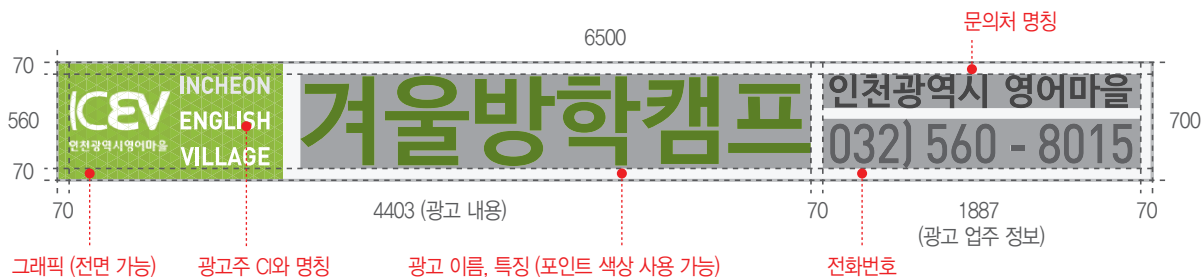 문의처 명칭
6500
70
560
70
700
ICEV
인천광역시영어마을
INCHEON
ENGLISH
VILLAGE
겨울방학캠프
인천광역시 영어마을
032) 560 - 8015
70
4403 (광고 내용)
70
1887
(광고 업주 정보)
70
그래픽 (전면 가능)
광고주 CI와 명칭
광고 이름, 특징 (포인트 색상 사용 가능)
전화번호